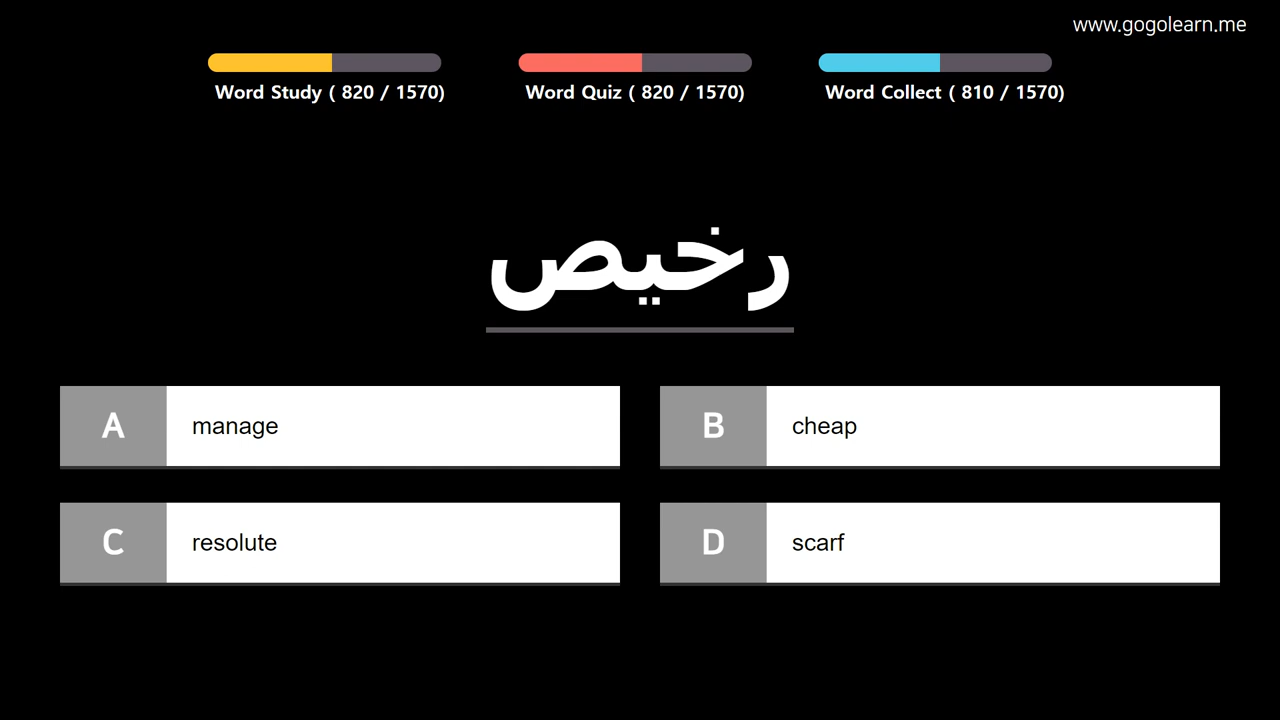 www.gogolearn.me
Word Study ( 820 / 1570)
Word Quiz ( 820 / 1570)
Word Collect ( 810 / 1570)
رخيص
A manage
B cheap
C resolute
D scarf